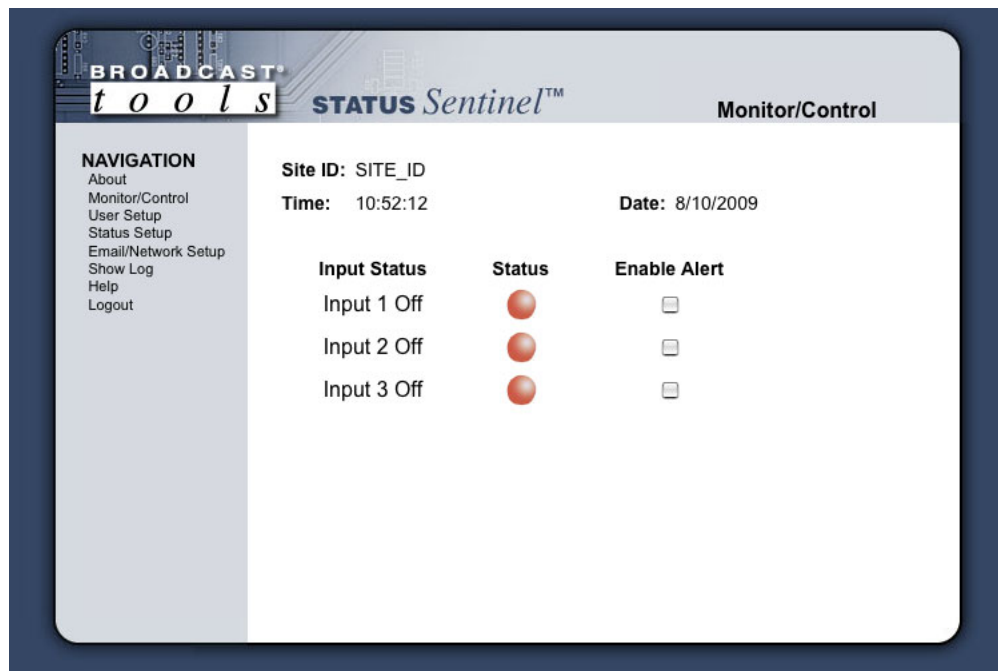 BROADCAST®
tools
STATUS Sentinel™
Monitor/Control
NAVIGATION
About
Monitor/Control
User Setup
Status Setup
Email/Network Setup
Show Log
Help
Logout
Site ID: SITE_ID
Time: 10:52:12 Date: 8/10/2009
Input Status Status Enable Alert
Input 1 Off
Input 2 Off
Input 3 Off